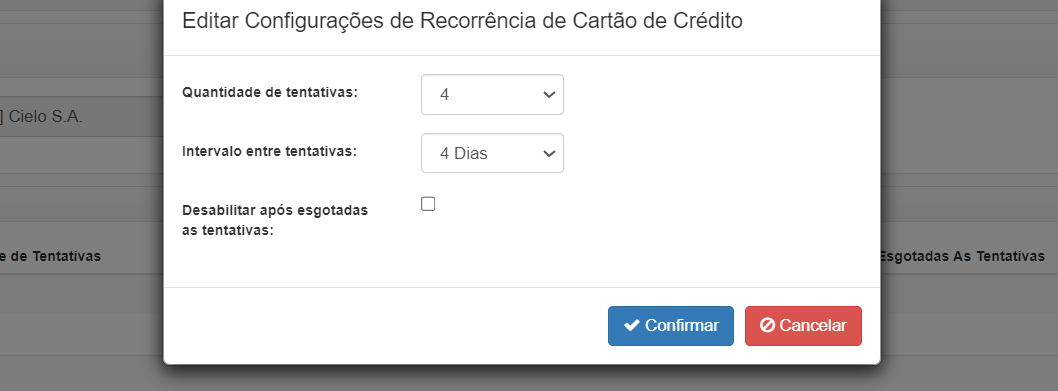 Editar Configurações de Recorrência de Cartão de Crédito
Quantidade de tentativas:
4
] Cielo S.A.
Intervalo entre tentativas:
4 Dias
Desabilitar após esgotadas
as tentativas:
e de Tentativas
Esgotadas As Tentativas
Confirmar
Cancelar